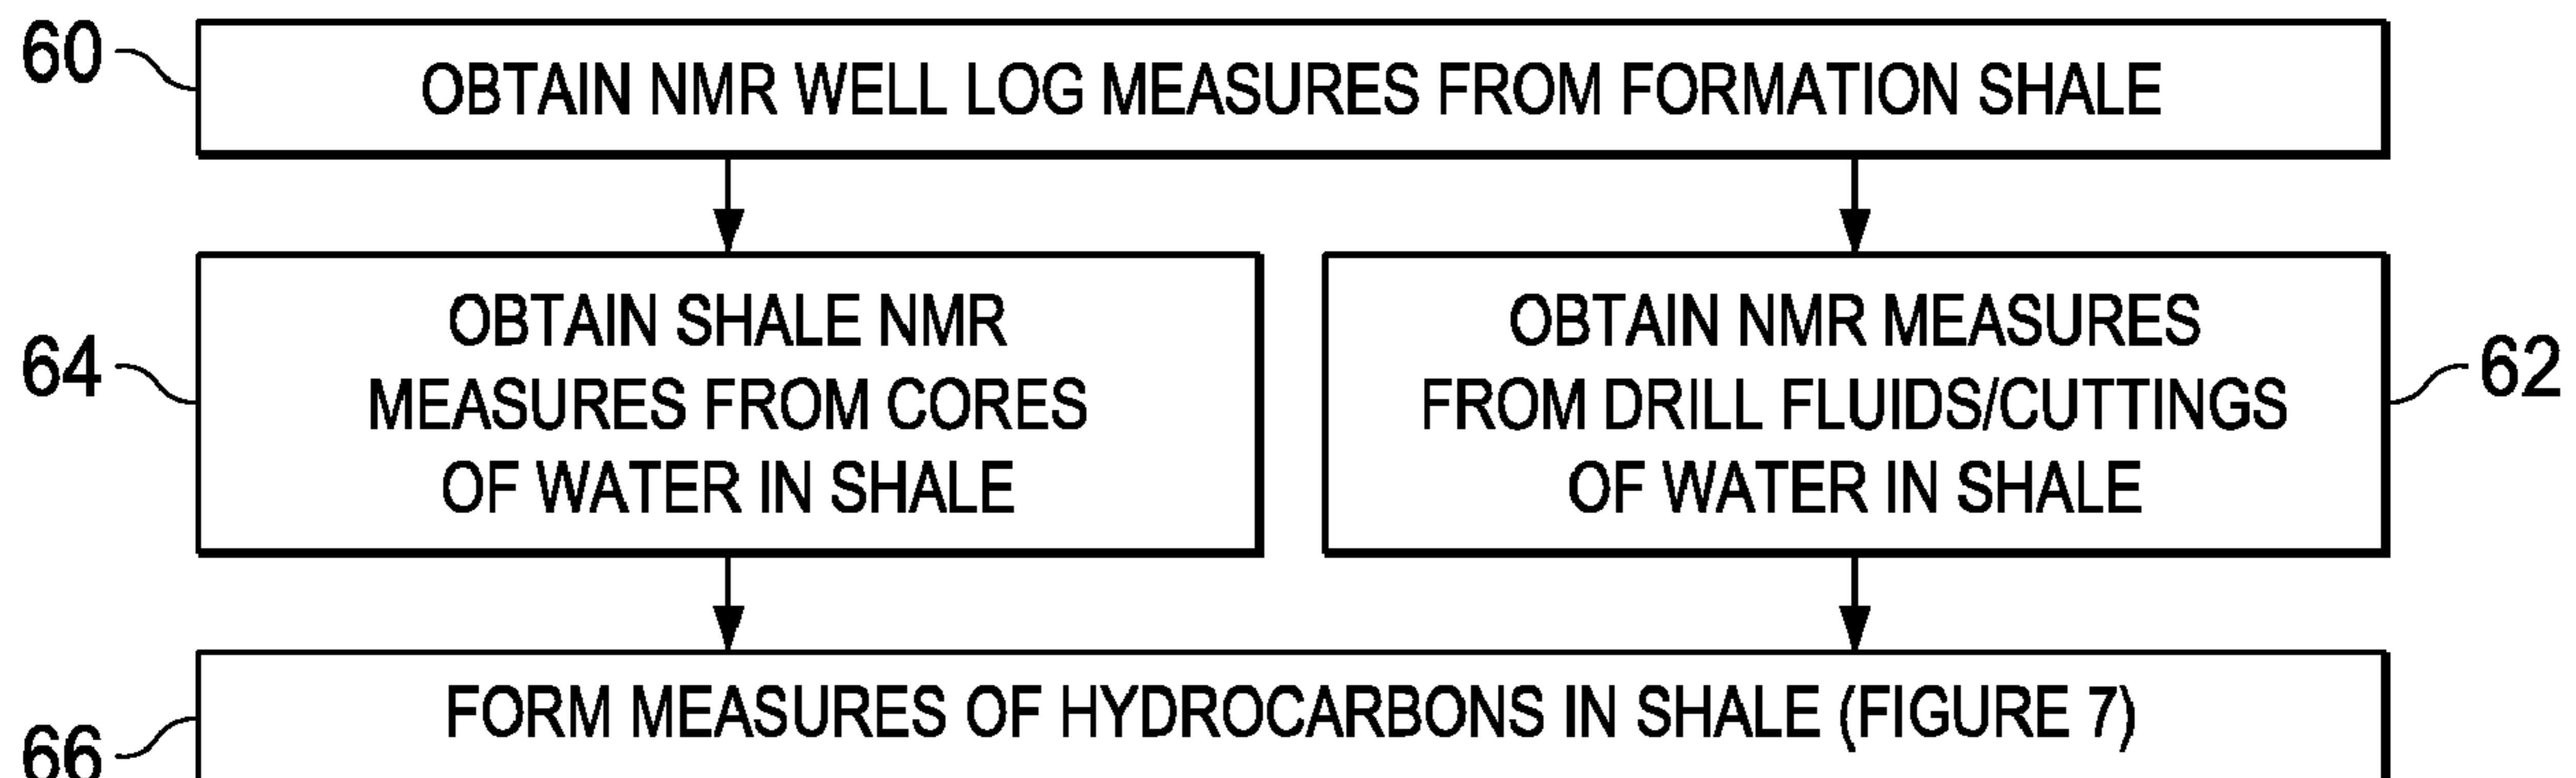 60
OBTAIN NMR WELL LOG MEASURES FROM FORMATION SHALE
64
OBTAIN SHALE NMR
MEASURES FROM CORES
OF WATER IN SHALE
OBTAIN NMR MEASURES
FROM DRILL FLUIDS/CUTTINGS
OF WATER IN SHALE
62
66
FORM MEASURES OF HYDROCARBONS IN SHALE (FIGURE 7)